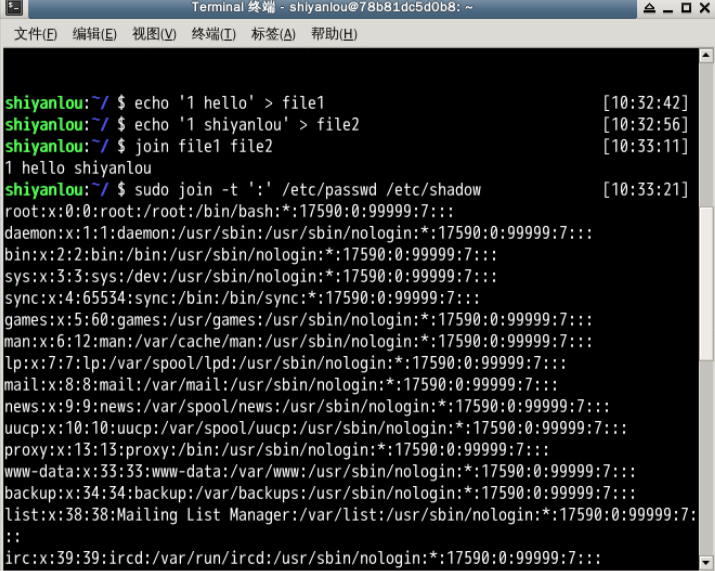 Terminal 终端 - shiyanlou@78b81dc5d0b8: ~
文件(F) 编辑(E) 视图(V) 终端(T) 标签(A) 帮助(H)
shiyanlou:~/ $ echo '1 hello' > file1 [10:32:42]
shiyanlou:~/ $ echo '1 shiyanlou' > file2 [10:32:56]
shiyanlou:~/ $ join file1 file2 [10:33:11]
1 hello shiyanlou
shiyanlou:~/ $ sudo join -t ':' /etc/passwd /etc/shadow [10:33:21]
root:x:0:0:root:/root:/bin/bash:*:17590:0:99999:7:::
daemon:x:1:1:daemon:/usr/sbin:/usr/sbin/nologin:*:17590:0:99999:7:::
bin:x:2:2:bin:/bin:/usr/sbin/nologin:*:17590:0:99999:7:::
sys:x:3:3:sys:/dev:/usr/sbin/nologin:*:17590:0:99999:7:::
sync:x:4:65534:sync:/bin:/bin/sync:*:17590:0:99999:7:::
games:x:5:60:games:/usr/games:/usr/sbin/nologin:*:17590:0:99999:7:::
man:x:6:12:man:/var/cache/man:/usr/sbin/nologin:*:17590:0:99999:7:::
lp:x:7:7:lp:/var/spool/lpd:/usr/sbin/nologin:*:17590:0:99999:7:::
mail:x:8:8:mail:/var/mail:/usr/sbin/nologin:*:17590:0:99999:7:::
news:x:9:9:news:/var/spool/news:/usr/sbin/nologin:*:17590:0:99999:7:::
uucp:x:10:10:uucp:/var/spool/uucp:/usr/sbin/nologin:*:17590:0:99999:7:::
proxy:x:13:13:proxy:/bin:/usr/sbin/nologin:*:17590:0:99999:7:::
www-data:x:33:33:www-data:/var/www:/usr/sbin/nologin:*:17590:0:99999:7:::
backup:x:34:34:backup:/var/backups:/usr/sbin/nologin:*:17590:0:99999:7:::
list:x:38:38:Mailing List Manager:/var/list:/usr/sbin/nologin:*:17590:0:99999:7:
::
irc:x:39:39:ircd:/var/run/ircd:/usr/sbin/nologin:*:17590:0:99999:7:::